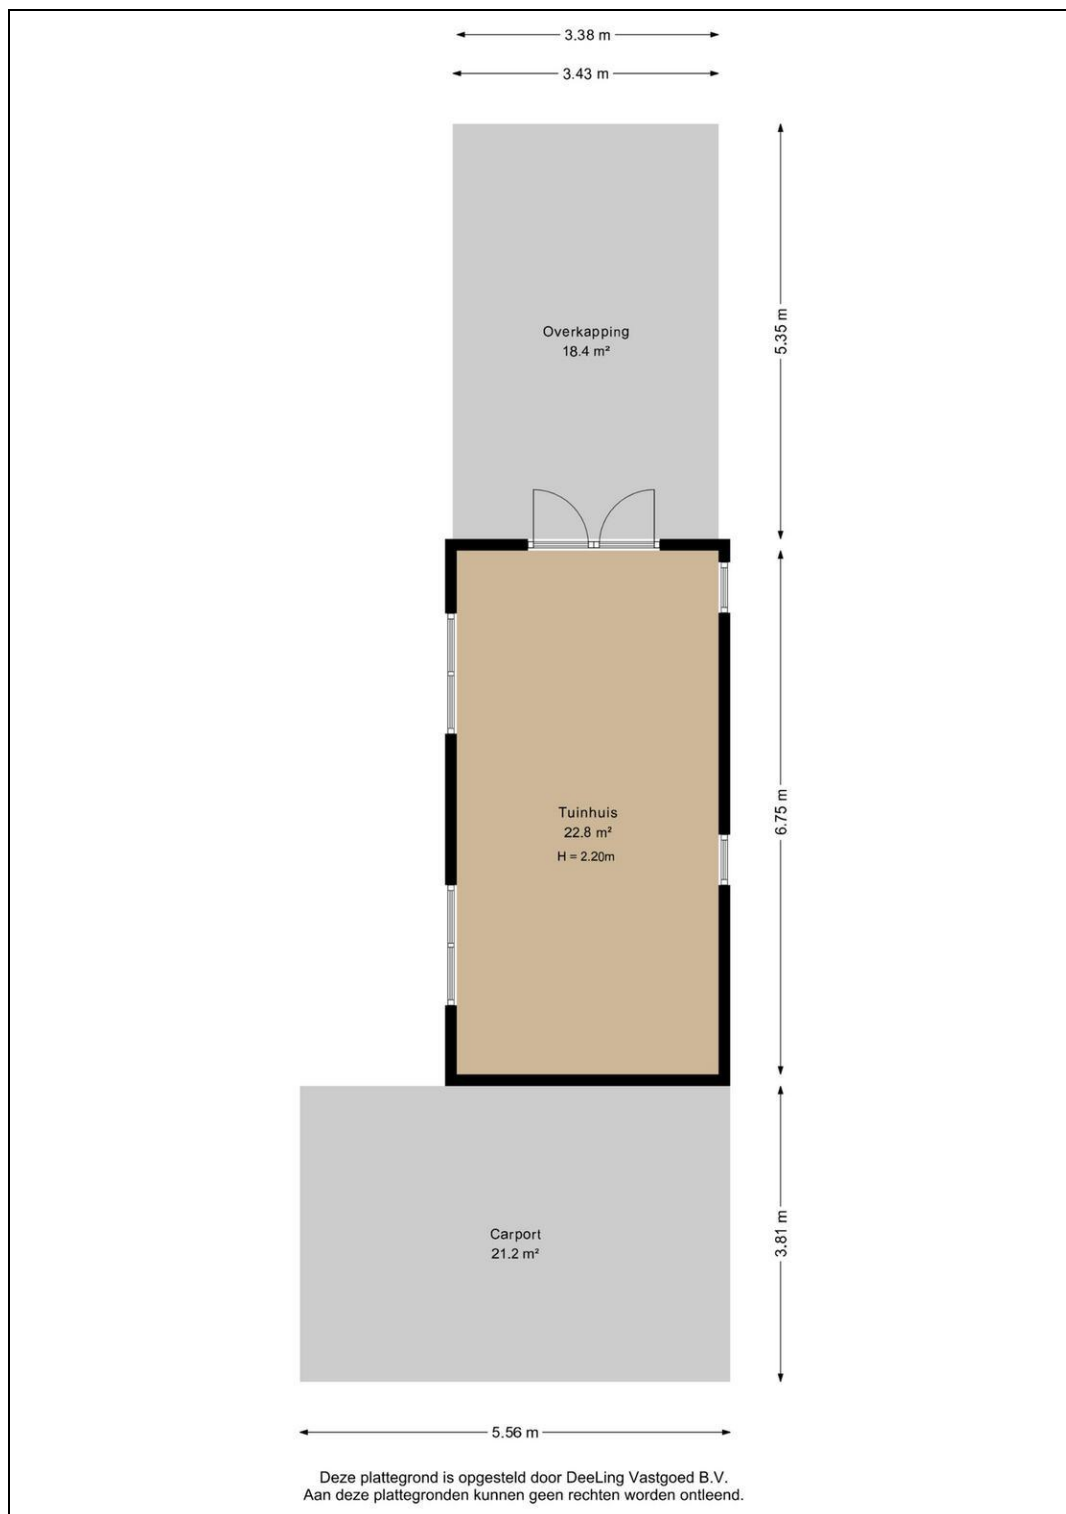 3.38 m
3.43 m
Overkapping
18.4 m²
5.35 m
Tuinhuis
22.8 m²
H = 2.20m
6.75 m
Carport
21.2 m²
3.81 m
5.56 m
Deze plattegrond is opgesteld door DeeLing Vastgoed B.V.
Aan deze plattegronden kunnen geen rechten worden ontleend.